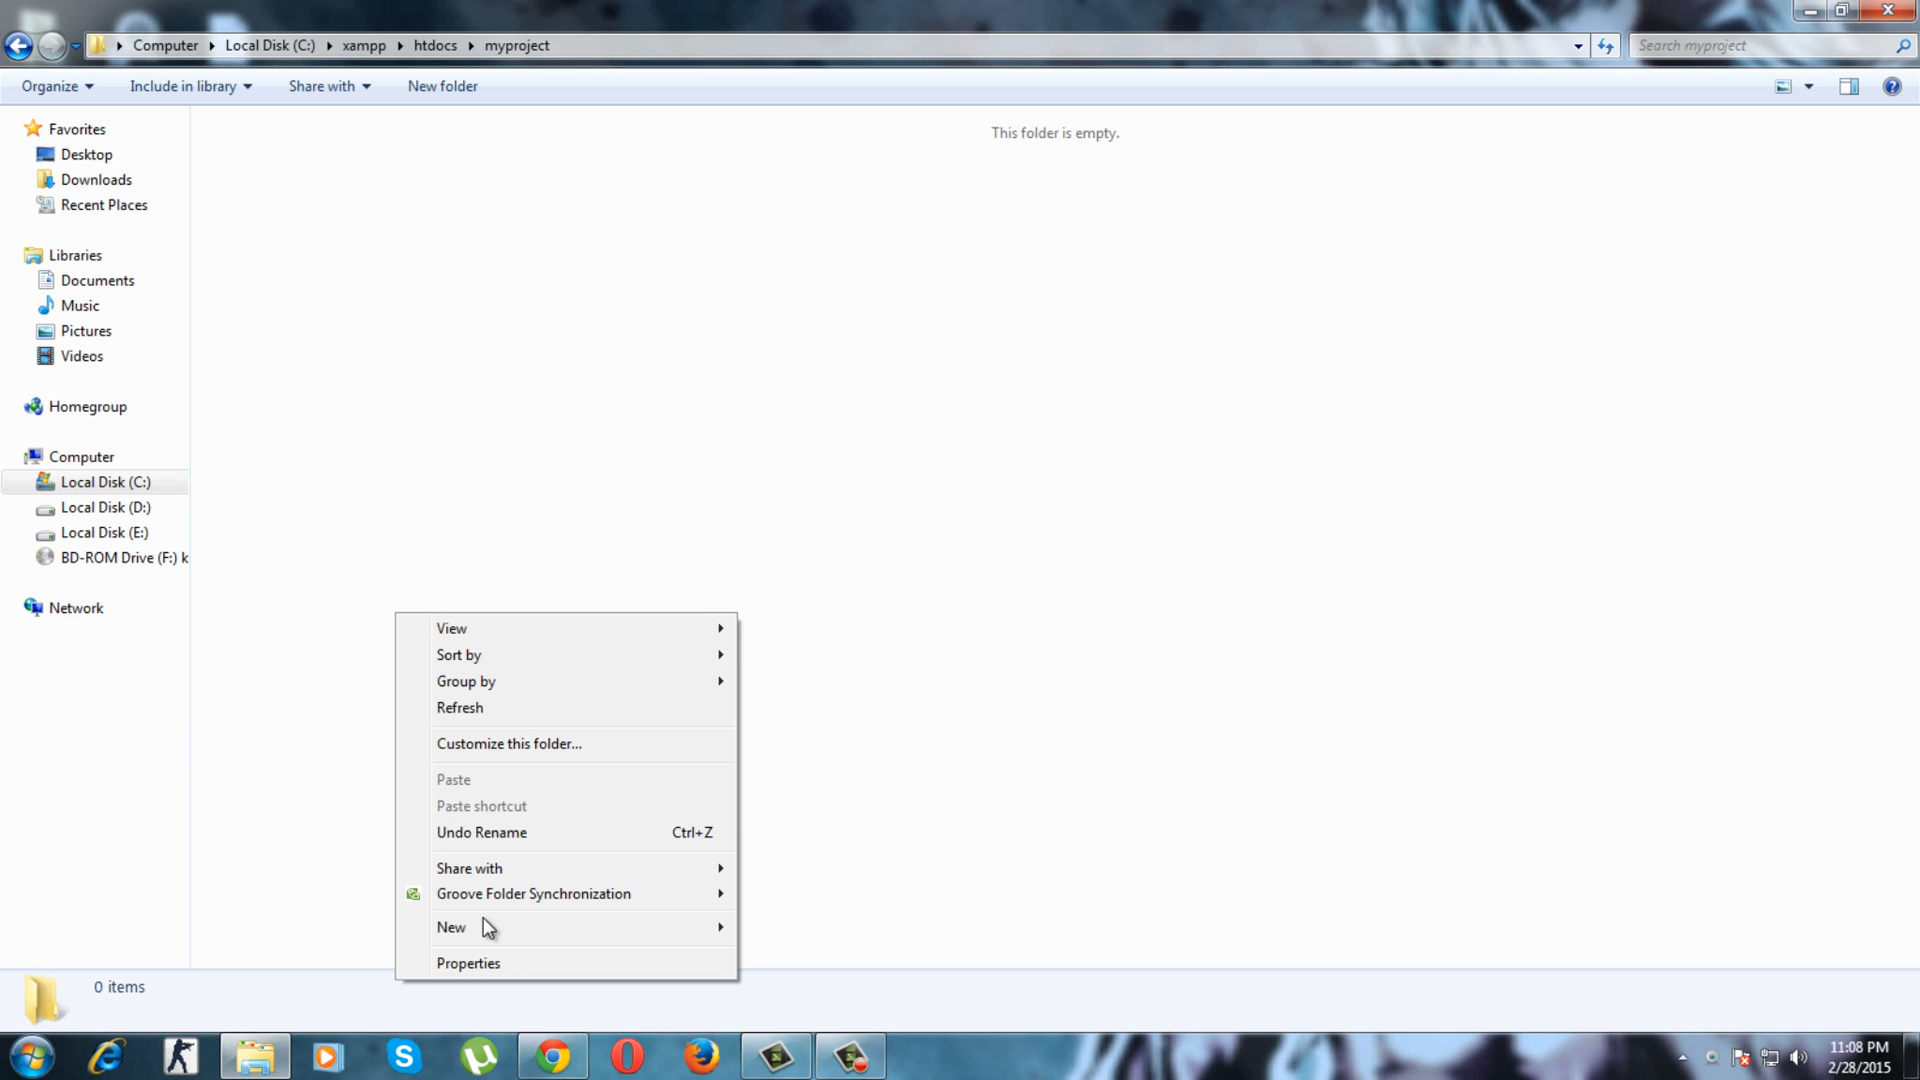 Computer Local Disk (C:) xampp htdocs myproject
Search myproject
Organize Include in library Share with New folder
This folder is empty.
Favorites
Desktop
Downloads
Recent Places
Libraries
Documents
Music
Pictures
Videos
Homegroup
Computer
Local Disk (C:)
Local Disk (D:)
Local Disk (E:)
BD-ROM Drive (F:) k
Network
View
Sort by
Group by
Refresh
Customize this folder...
Paste
Paste shortcut
Undo Rename Ctrl+Z
Share with
Groove Folder Synchronization
New
Properties
0 items
11:08 PM
2/28/2015